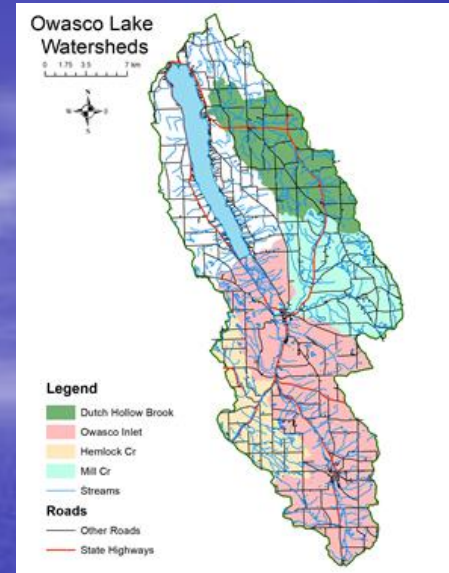 Owasco Lake
Watersheds
0 1.75 3.5 7 km
N
W E
S
Legend
Dutch Hollow Brook
Owasco Inlet
Hemlock Cr
Mill Cr
Streams
Roads
Other Roads
State Highways